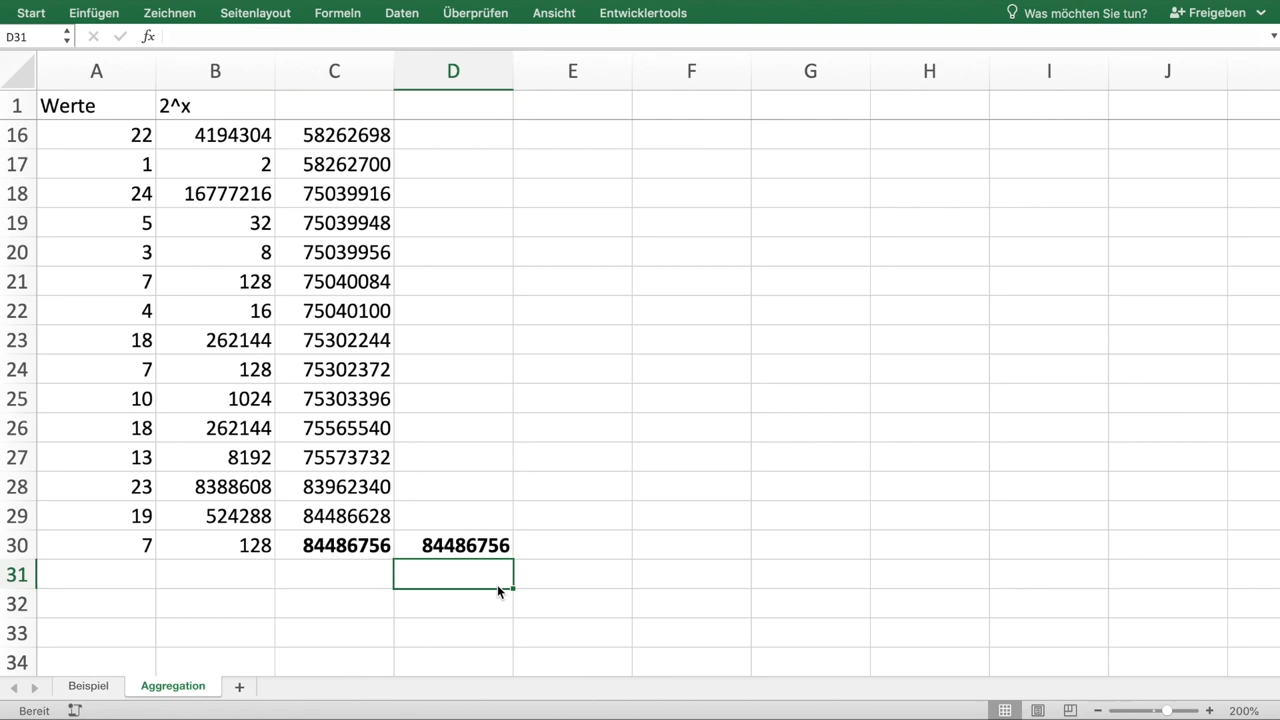 Start Einfügen Zeichnen Seitenlayout Formeln Daten Überprüfen Ansicht Entwicklertools Was möchten Sie tun? Freigeben
D31 fx
A B C D E F G H I J
1 Werte 2^x
16 22 4194304 58262698
17 1 2 58262700
18 24 16777216 75039916
19 5 32 75039948
20 3 8 75039956
21 7 128 75040084
22 4 16 75040100
23 18 262144 75302244
24 7 128 75302372
25 10 1024 75303396
26 18 262144 75565540
27 13 8192 75573732
28 23 8388608 83962340
29 19 524288 84486628
30 7 128 84486756 84486756
31
32
33
34
Beispiel Aggregation +
Bereit 200%